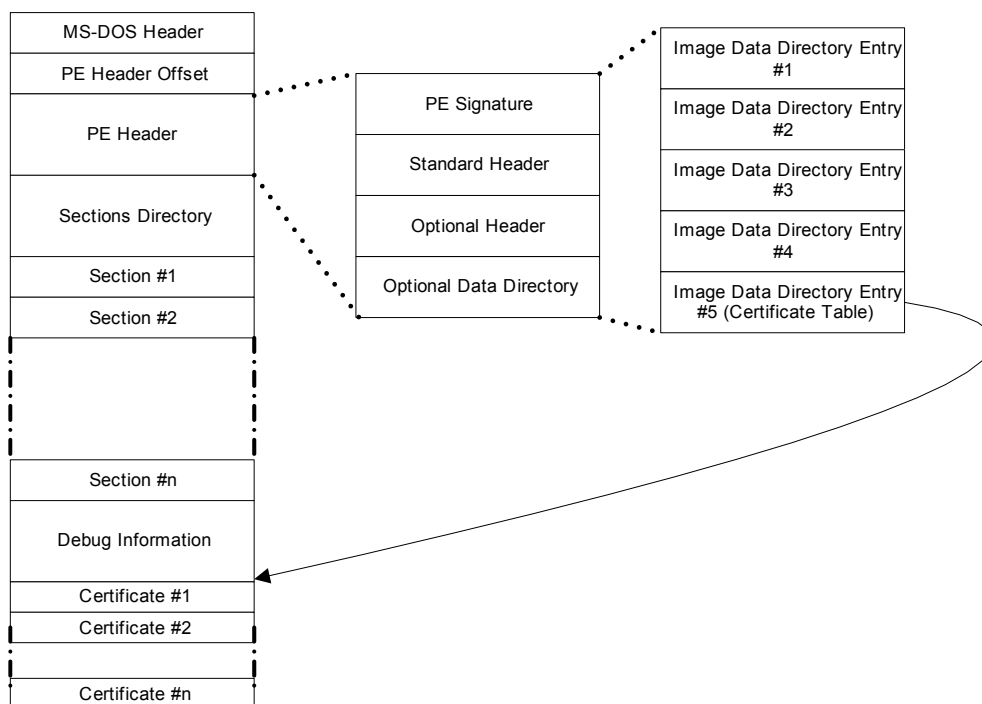 MS-DOS Header
PE Header Offset
PE Header
Sections Directory
Section #1
Section #2
Section #n
Debug Information
Certificate #1
Certificate #2
Certificate #n
PE Signature
Standard Header
Optional Header
Optional Data Directory
Image Data Directory Entry
#1
Image Data Directory Entry
#2
Image Data Directory Entry
#3
Image Data Directory Entry
#4
Image Data Directory Entry
#5 (Certificate Table)